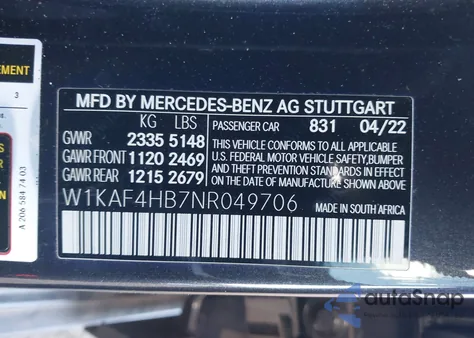 EMENT
3
A 206 584 74 03
MFD BY MERCEDES-BENZ AG STUTTGART
KG LBS
PASSENGER CAR 831 04/22
GVWR 2335 5148
GAWR FRONT 1120 2469
GAWR REAR 1215 2679
THIS VEHICLE CONFORMS TO ALL APPLICABLE
U.S. FEDERAL MOTOR VEHICLE SAFETY, BUMPER,
AND THEFT PREVENTION STANDARDS IN EFFECT
ON THE DATE OF MANUFACTURE SHOWN ABOVE.
W1KAF4HB7NR049706
MADE IN SOUTH AFRICA
autoSnap